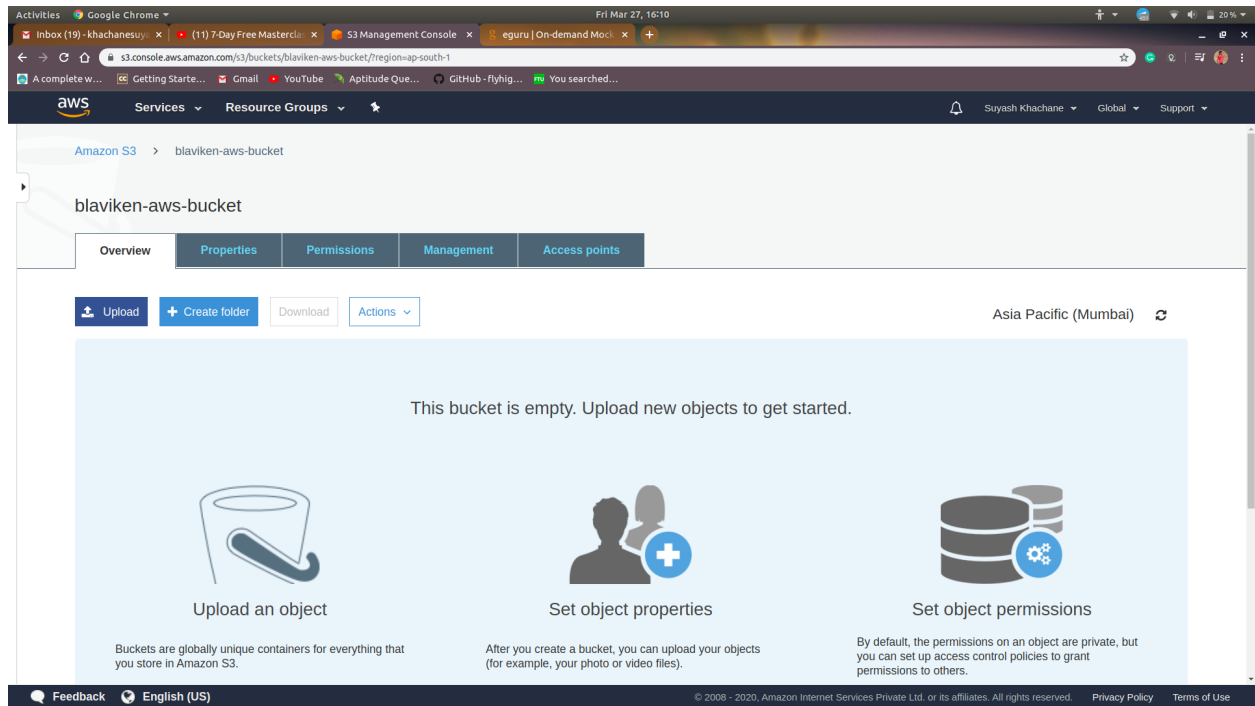 Activities Google Chrome Fri Mar 27, 16:10 20%
Inbox (19) - khachanesuya (11) 7-Day Free Masterclas S3 Management Console eguru | On-demand Mock
s3.console.aws.amazon.com/s3/buckets/blaviken-aws-bucket/?region=ap-south-1
A complete w... Getting Starte... Gmail YouTube Aptitude Que... GitHub - flyhig... You searched...
aws Services Resource Groups Suyash Khachane Global Support
Amazon S3 > blaviken-aws-bucket
blaviken-aws-bucket
Overview Properties Permissions Management Access points
Upload Create folder Download Actions Asia Pacific (Mumbai)
This bucket is empty. Upload new objects to get started.
Upload an object
Buckets are globally unique containers for everything that
you store in Amazon S3.
Set object properties
After you create a bucket, you can upload your objects
(for example, your photo or video files).
Set object permissions
By default, the permissions on an object are private, but
you can set up access control policies to grant
permissions to others.
Feedback English (US) © 2008 - 2020, Amazon Internet Services Private Ltd. or its affiliates. All rights reserved. Privacy Policy Terms of Use